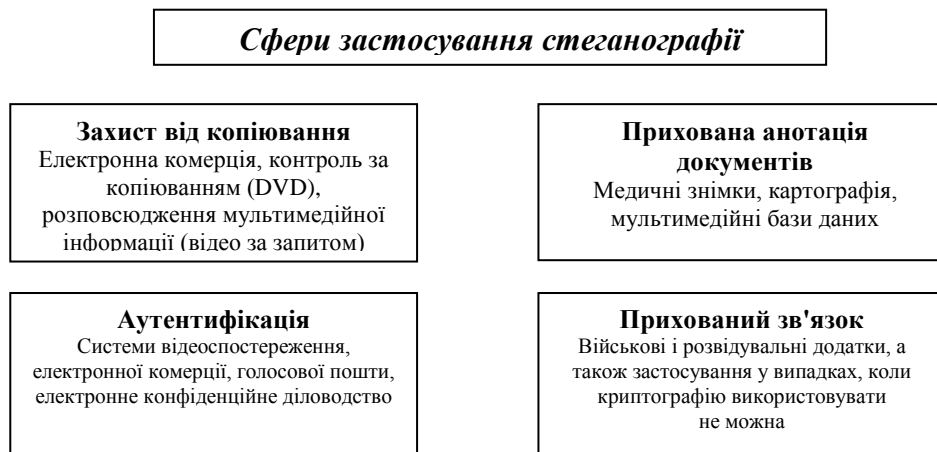 Сфери застосування стеганографії
Захист від копіювання
Електронна комерція, контроль за
копіюванням (DVD),
розповсюдження мультимедійної
інформації (відео за запитом)
Прихована анотація
документів
Медичні знімки, картографія,
мультимедійні бази даних
Аутентифікація
Системи відеоспостереження,
електронної комерції, голосової пошти,
електронне конфіденційне діловодство
Прихований зв'язок
Військові і розвідувальні додатки, а
також застосування у випадках, коли
криптографію використовувати
не можна